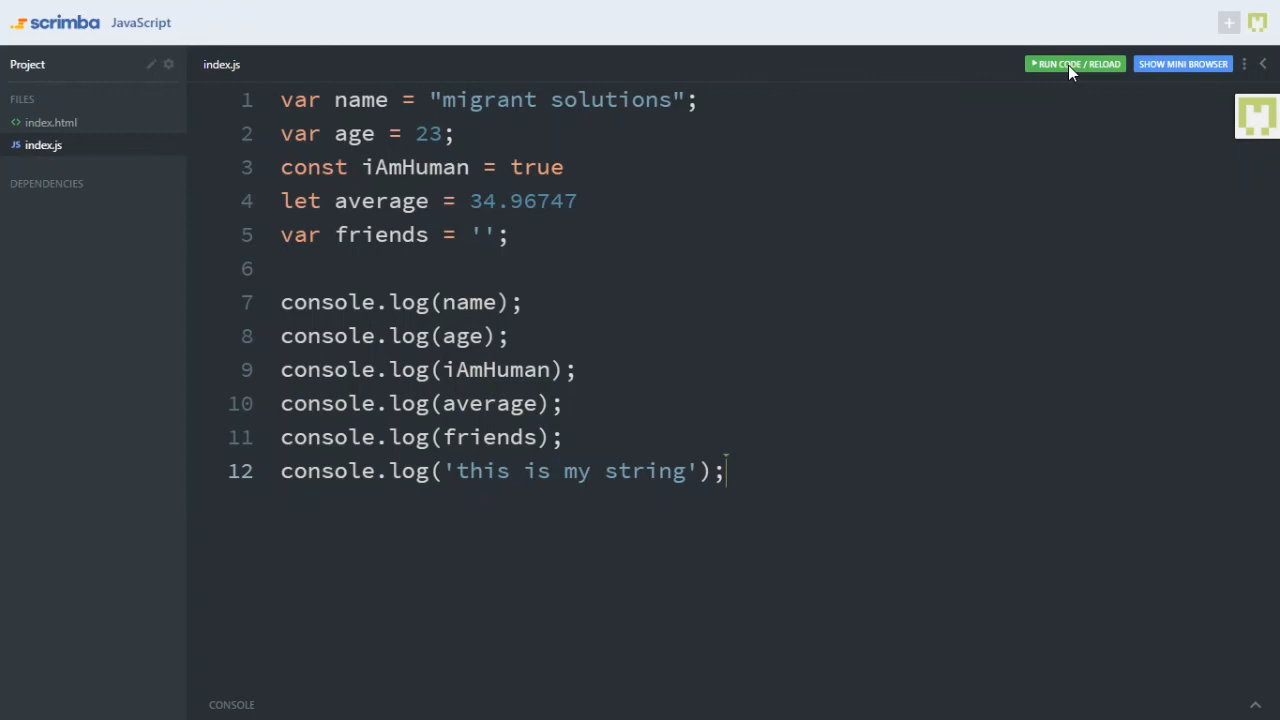 scrimba JavaScript
Project
index.js
RUN CODE / RELOAD
SHOW MINI BROWSER
FILES
index.html
JS index.js
DEPENDENCIES
1 var name = "migrant solutions";
2 var age = 23;
3 const iAmHuman = true
4 let average = 34.96747
5 var friends = '';
6
7 console.log(name);
8 console.log(age);
9 console.log(iAmHuman);
10 console.log(average);
11 console.log(friends);
12 console.log('this is my string');
CONSOLE